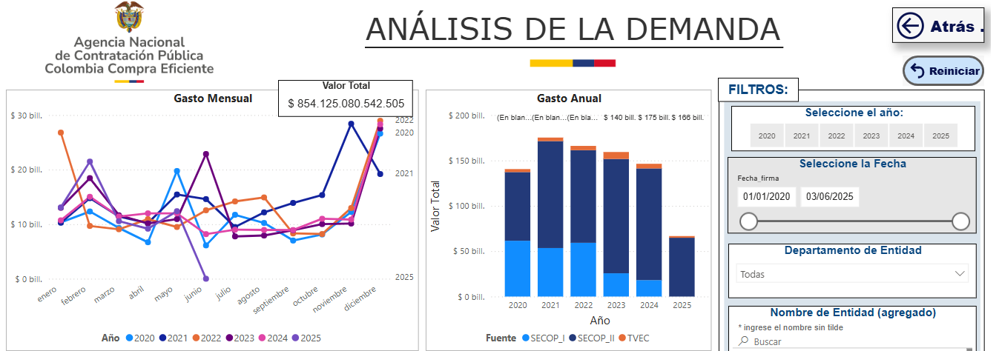 Agencia Nacional
de Contratación Pública
Colombia Compra Eficiente
ANÁLISIS DE LA DEMANDA
Atrás .
Reiniciar
Gasto Mensual
Valor Total
$ 854.125.080.542.505
$ 30 bill.
$ 20 bill.
$ 10 bill.
$ 0 bill.
2022
2020
2021
2025
enero
febrero
marzo
abril
mayo
junio
julio
agosto
septiembre
octubre
noviembre
diciembre
Año 2020 2021 2022 2023 2024 2025
Gasto Anual
(En blan... (En blan... (En bla... $ 140 bill. $ 175 bill. $ 166 bill.
$ 200 bill.
$ 150 bill.
$ 100 bill.
$ 50 bill.
$ 0 bill.
Valor Total
2020 2021 2022 2023 2024 2025
Año
Fuente SECOP_I SECOP_II TVEC
FILTROS:
Seleccione el año:
2020 2021 2022 2023 2024 2025
Seleccione la Fecha
Fecha_firma
01/01/2020 03/06/2025
Departamento de Entidad
Todas
Nombre de Entidad (agregado)
* ingrese el nombre sin tilde
Buscar